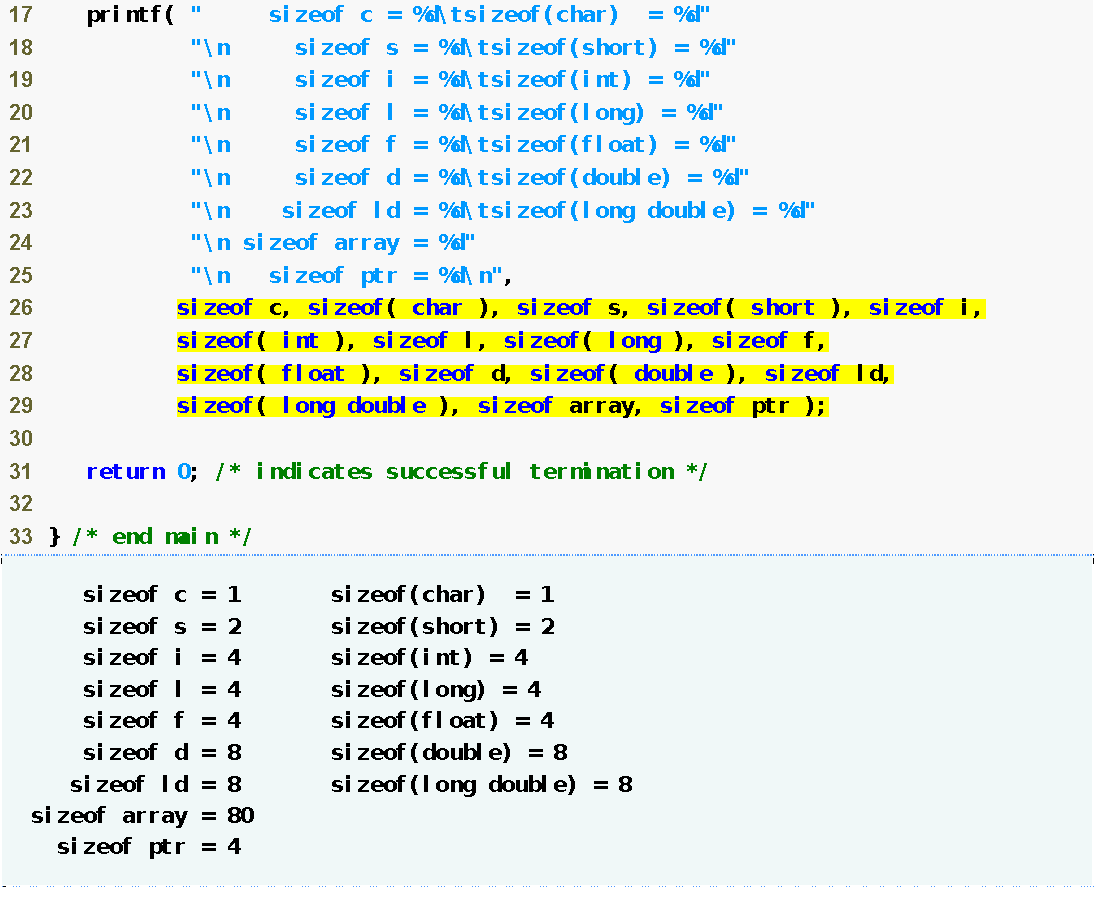 17    printf( "     sizeof c = %d\tsizeof(char)  = %d"
18            "\n     sizeof s = %d\tsizeof(short) = %d"
19            "\n     sizeof i = %d\tsizeof(int) = %d"
20            "\n     sizeof l = %d\tsizeof(long) = %d"
21            "\n     sizeof f = %d\tsizeof(float) = %d"
22            "\n     sizeof d = %d\tsizeof(double) = %d"
23            "\n    sizeof ld = %d\tsizeof(long double) = %d"
24            "\n sizeof array = %d"
25            "\n   sizeof ptr = %d\n",
26           sizeof c, sizeof( char ), sizeof s, sizeof( short ), sizeof i,
27           sizeof( int ), sizeof l, sizeof( long ), sizeof f,
28           sizeof( float ), sizeof d, sizeof( double ), sizeof ld,
29           sizeof( long double ), sizeof array, sizeof ptr );
30
31    return 0; /* indicates successful termination */
32
33 } /* end main */
    sizeof c = 1       sizeof(char)  = 1
    sizeof s = 2       sizeof(short) = 2
    sizeof i = 4       sizeof(int) = 4
    sizeof l = 4       sizeof(long) = 4
    sizeof f = 4       sizeof(float) = 4
    sizeof d = 8       sizeof(double) = 8
   sizeof ld = 8       sizeof(long double) = 8
sizeof array = 80
  sizeof ptr = 4